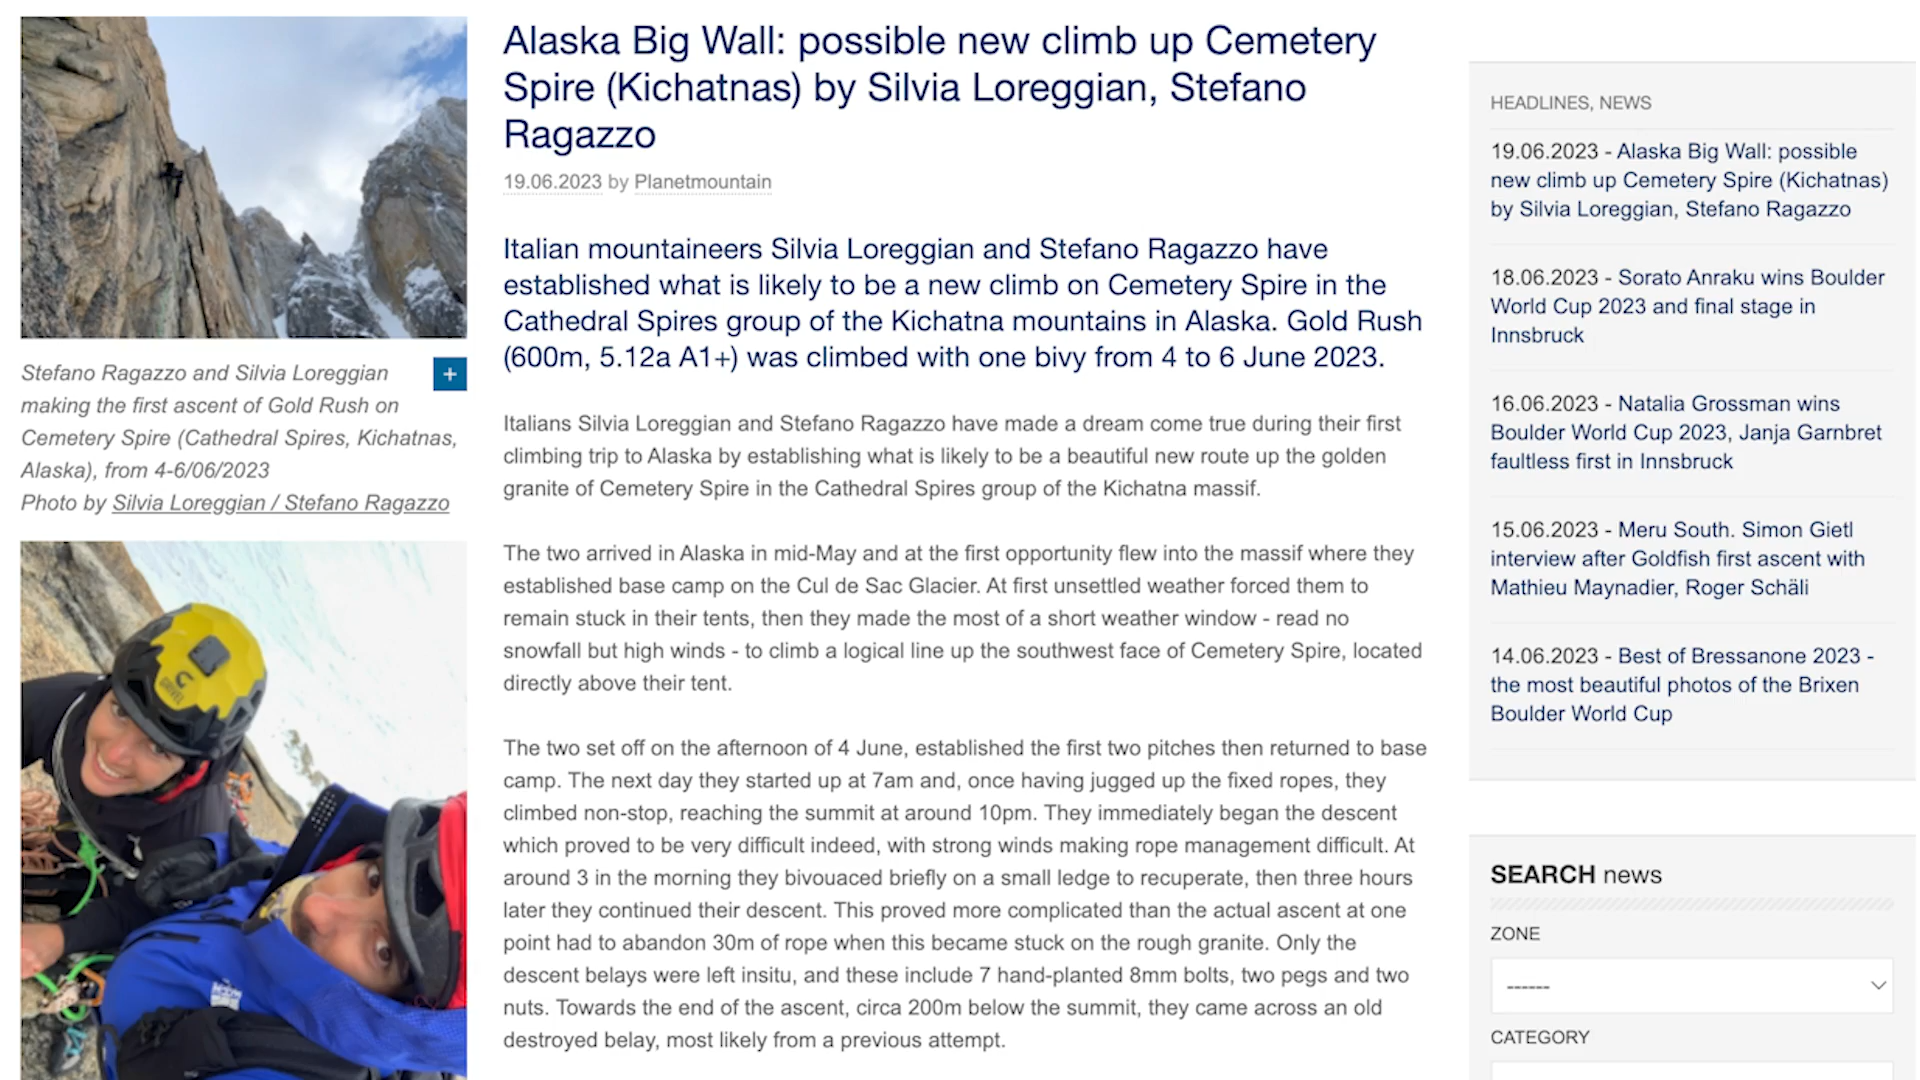 Alaska Big Wall: possible new climb up Cemetery
Spire (Kichatnas) by Silvia Loreggian, Stefano
Ragazzo
19.06.2023 by Planetmountain
Italian mountaineers Silvia Loreggian and Stefano Ragazzo have
established what is likely to be a new climb on Cemetery Spire in the
Cathedral Spires group of the Kichatna mountains in Alaska. Gold Rush
(600m, 5.12a A1+) was climbed with one bivy from 4 to 6 June 2023.
Italians Silvia Loreggian and Stefano Ragazzo have made a dream come true during their first
climbing trip to Alaska by establishing what is likely to be a beautiful new route up the golden
granite of Cemetery Spire in the Cathedral Spires group of the Kichatna massif.
The two arrived in Alaska in mid-May and at the first opportunity flew into the massif where they
established base camp on the Cul de Sac Glacier. At first unsettled weather forced them to
remain stuck in their tents, then they made the most of a short weather window - read no
snowfall but high winds - to climb a logical line up the southwest face of Cemetery Spire, located
directly above their tent.
The two set off on the afternoon of 4 June, established the first two pitches then returned to base
camp. The next day they started up at 7am and, once having jugged up the fixed ropes, they
climbed non-stop, reaching the summit at around 10pm. They immediately began the descent
which proved to be very difficult indeed, with strong winds making rope management difficult. At
around 3 in the morning they bivouaced briefly on a small ledge to recuperate, then three hours
later they continued their descent. This proved more complicated than the actual ascent at one
point had to abandon 30m of rope when this became stuck on the rough granite. Only the
descent belays were left insitu, and these include 7 hand-planted 8mm bolts, two pegs and two
nuts. Towards the end of the ascent, circa 200m below the summit, they came across an old
destroyed belay, most likely from a previous attempt.
Stefano Ragazzo and Silvia Loreggian
+
making the first ascent of Gold Rush on
Cemetery Spire (Cathedral Spires, Kichatnas,
Alaska), from 4-6/06/2023
Photo by Silvia Loreggian / Stefano Ragazzo
GRIVEL
HEADLINES, NEWS
19.06.2023 - Alaska Big Wall: possible
new climb up Cemetery Spire (Kichatnas)
by Silvia Loreggian, Stefano Ragazzo
18.06.2023 - Sorato Anraku wins Boulder
World Cup 2023 and final stage in
Innsbruck
16.06.2023 - Natalia Grossman wins
Boulder World Cup 2023, Janja Garnbret
faultless first in Innsbruck
15.06.2023 - Meru South. Simon Gietl
interview after Goldfish first ascent with
Mathieu Maynadier, Roger Schäli
14.06.2023 - Best of Bressanone 2023 -
the most beautiful photos of the Brixen
Boulder World Cup
SEARCH news
ZONE
------
CATEGORY